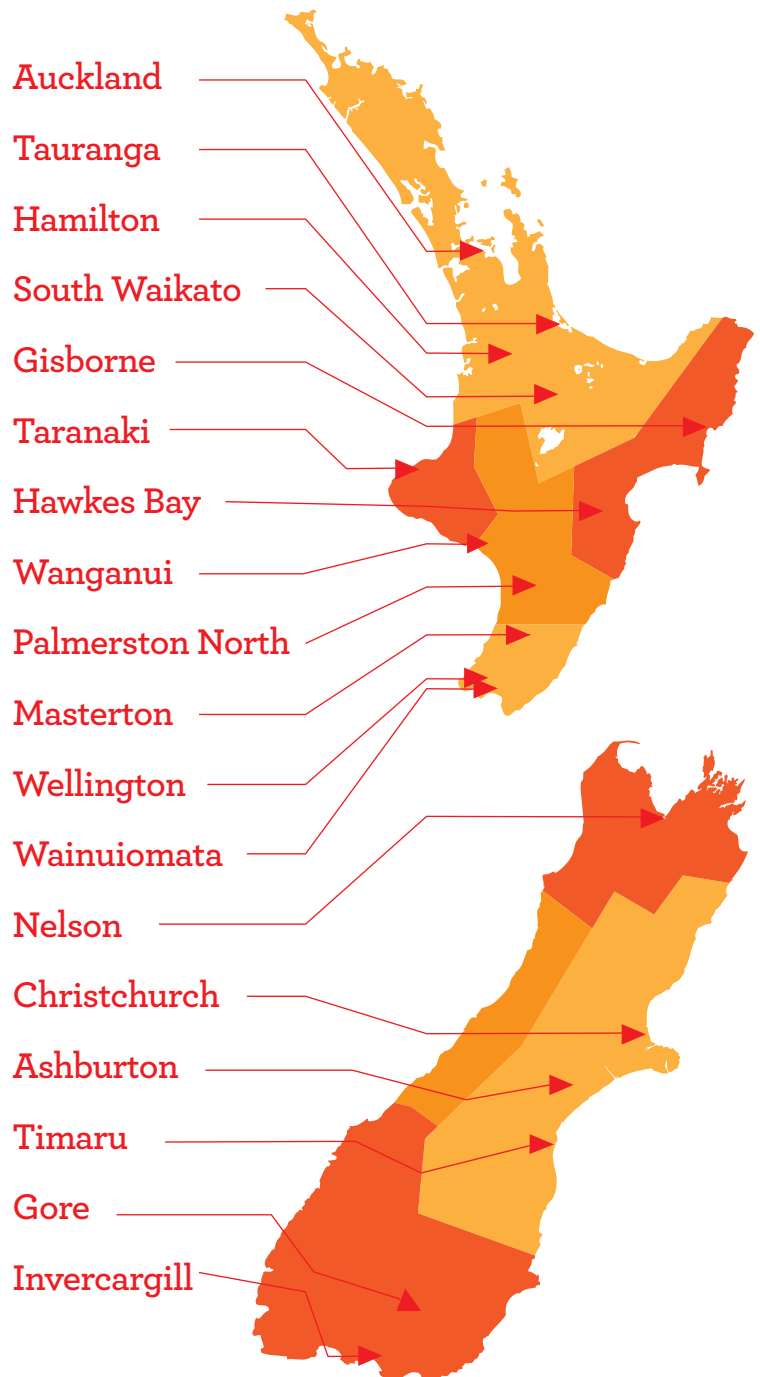 Auckland
Tauranga
Hamilton
South Waikato
Gisborne
Taranaki
Hawkes Bay
Wanganui
Palmerston North
Masterton
Wellington
Wainuiomata
Nelson
Christchurch
Ashburton
Timaru
Gore
Invercargill